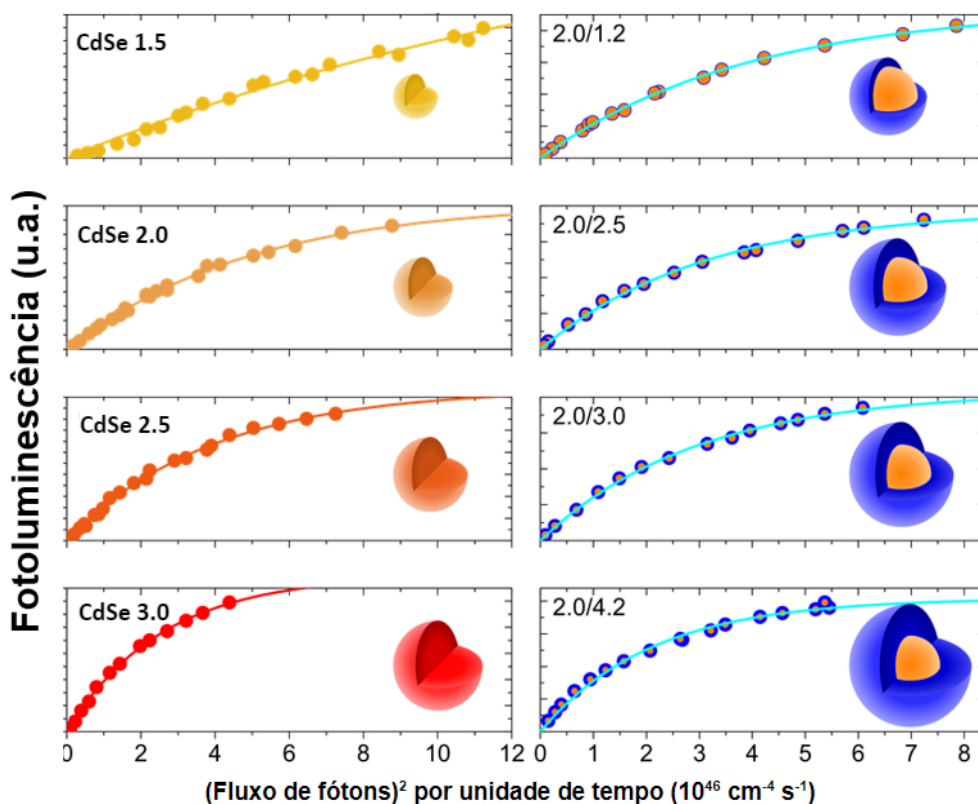 Fotoluminescência (u.a.)
CdSe 1.5
2.0/1.2
CdSe 2.0
2.0/2.5
CdSe 2.5
2.0/3.0
CdSe 3.0
2.0/4.2
0 2 4 6 8 10 12
0 1 2 3 4 5 6 7 8
(Fluxo de fótons)² por unidade de tempo (10⁴⁶ cm⁻⁴ s⁻¹)